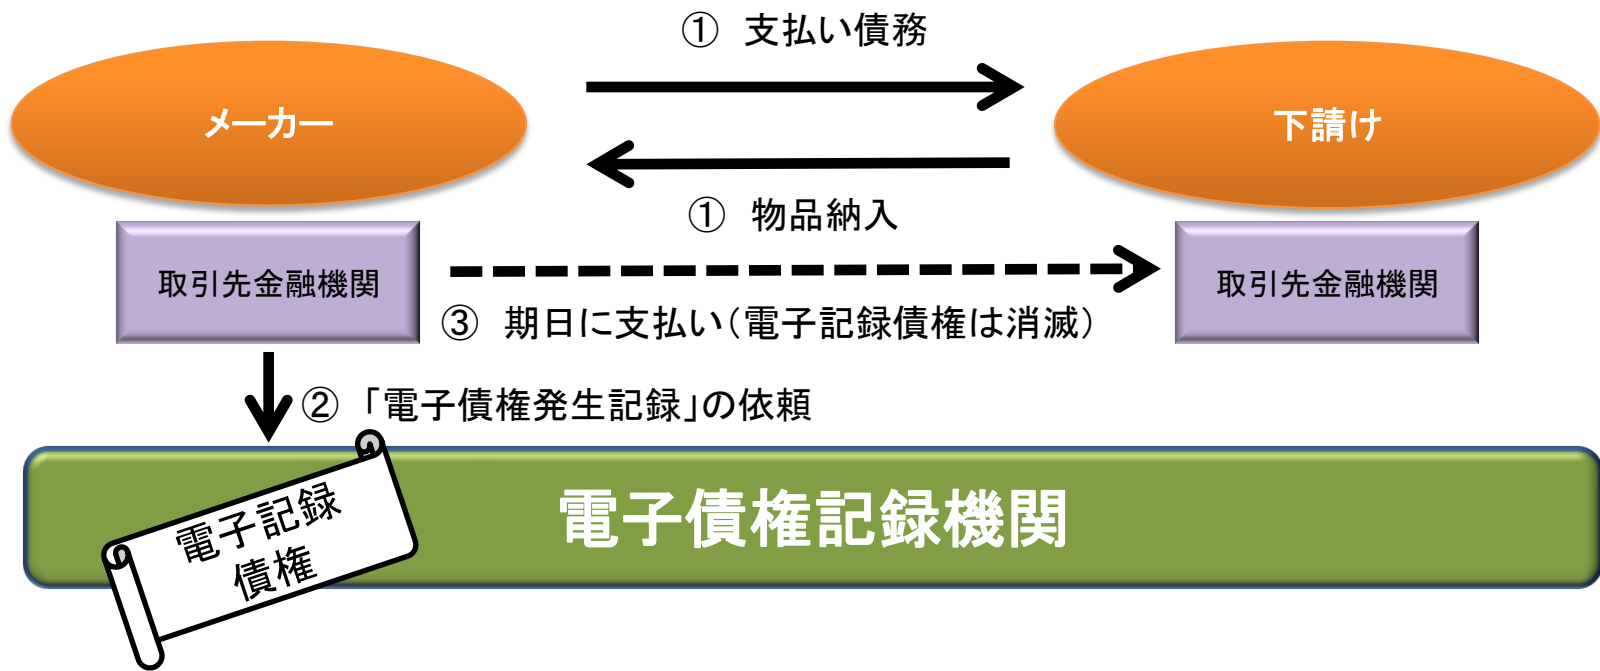 ① 支払い債務
メーカー
下請け
① 物品納入
取引先金融機関
取引先金融機関
③ 期日に支払い（電子記録債権は消滅）
② 「電子債権発生記録」の依頼
電子債権記録機関
電子記録
債権